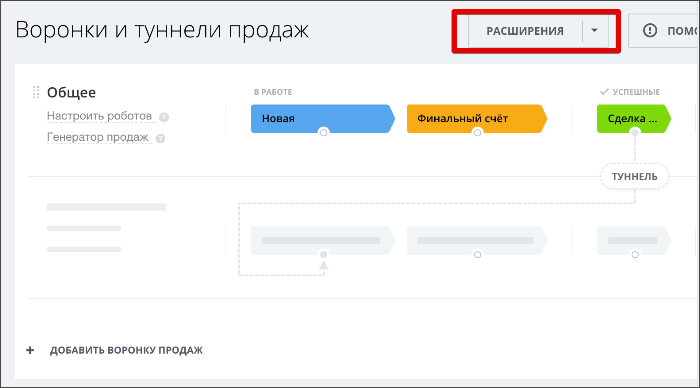 Воронки и туннели продаж
РАСШИРЕНИЯ
Общее
В РАБОТЕ
УСПЕШНЫЕ
Настроить роботов ?
Новая
Финальный счёт
Сделка ...
Генератор продаж ?
ТУННЕЛЬ
+ ДОБАВИТЬ ВОРОНКУ ПРОДАЖ